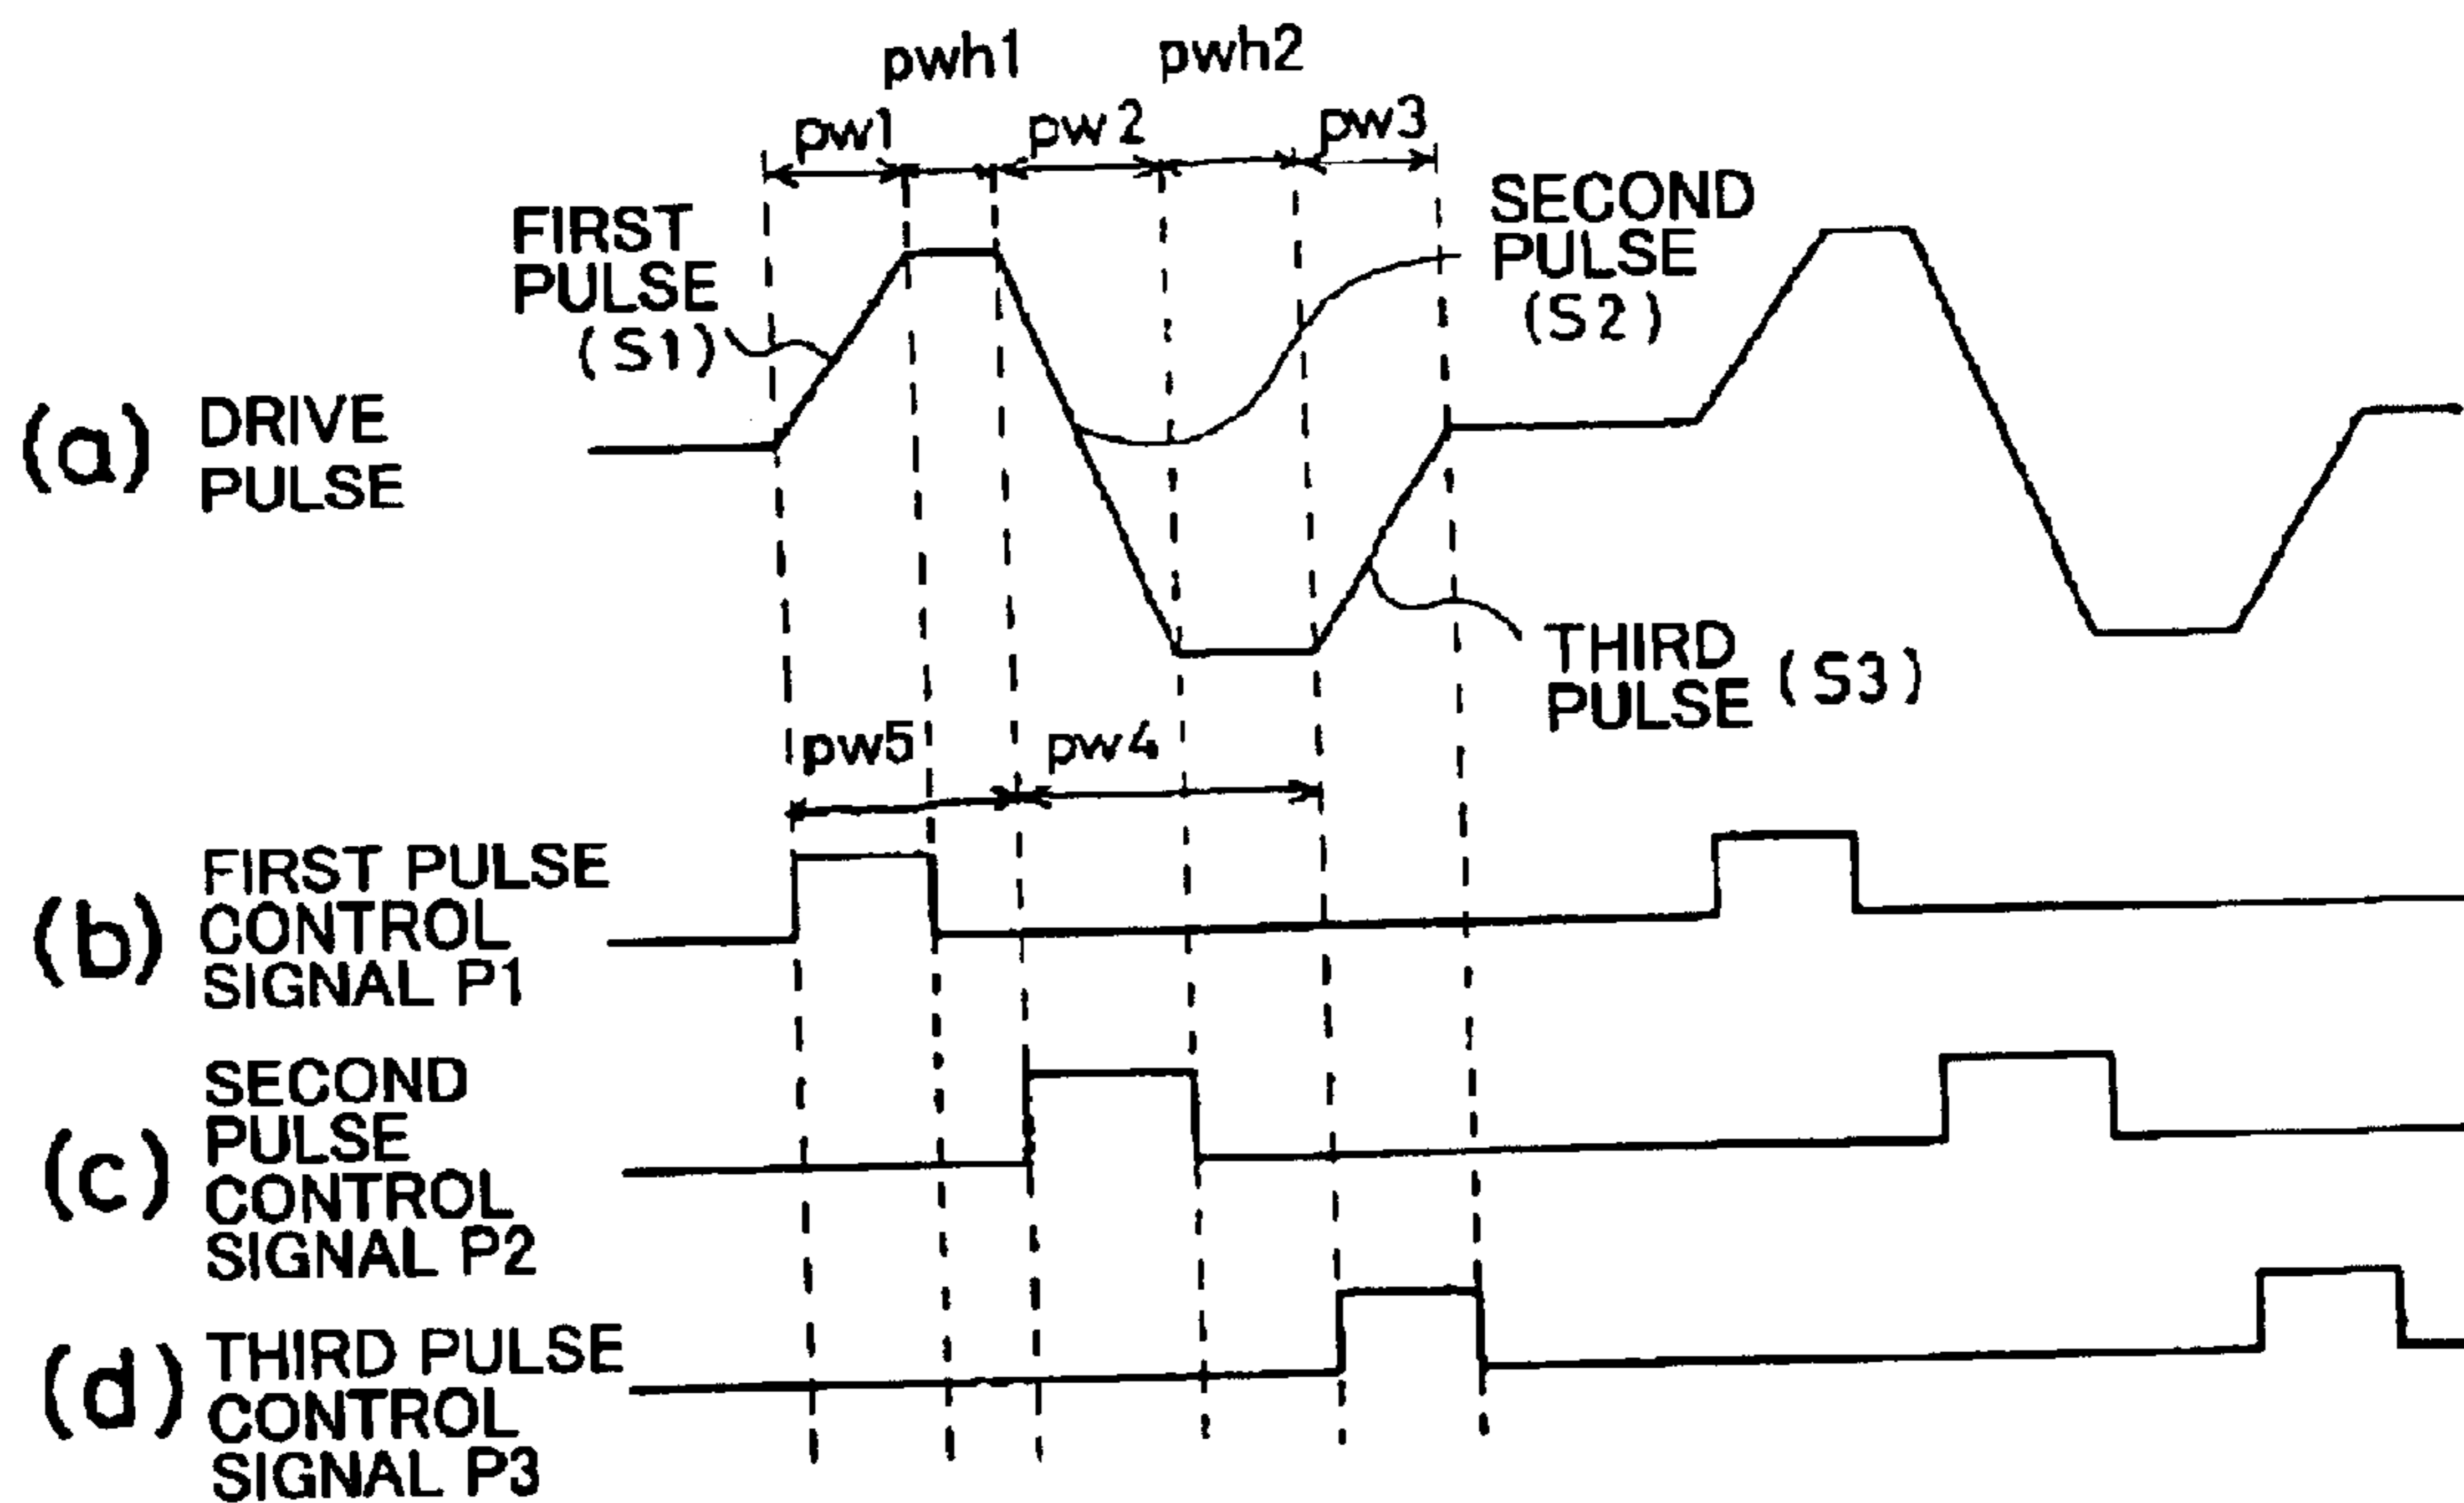 pwh1
pwh2
pw1
pw2
pw3
FIRST
PULSE
(S1)
SECOND
PULSE
(S2)
(a) DRIVE
PULSE
THIRD
PULSE (S3)
pw5
pw4
(b) FIRST PULSE
CONTROL
SIGNAL P1
(c) SECOND
PULSE
CONTROL
SIGNAL P2
(d) THIRD PULSE
CONTROL
SIGNAL P3